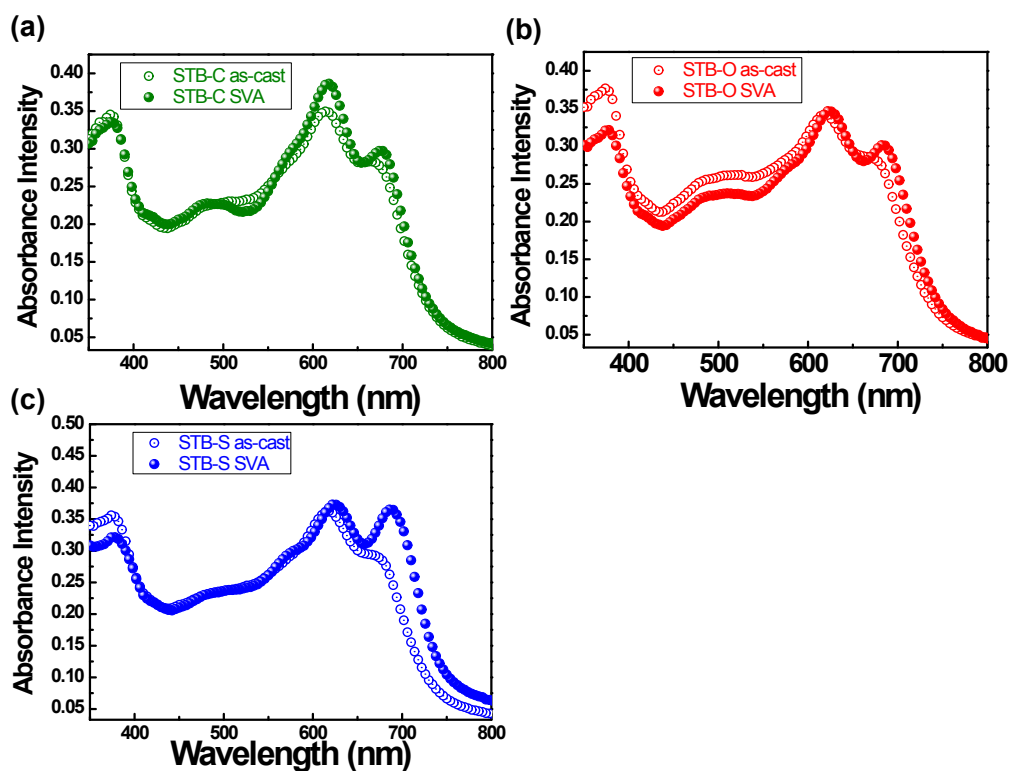 (a)
STB-C as-cast
STB-C SVA
0.40
0.35
0.30
0.25
0.20
0.15
0.10
0.05
Absorbance Intensity
400 500 600 700 800
Wavelength (nm)
(b)
STB-O as-cast
STB-O SVA
0.40
0.35
0.30
0.25
0.20
0.15
0.10
0.05
Absorbance Intensity
400 500 600 700 800
Wavelength (nm)
(c)
STB-S as-cast
STB-S SVA
0.50
0.45
0.40
0.35
0.30
0.25
0.20
0.15
0.10
0.05
Absorbance Intensity
400 500 600 700 800
Wavelength (nm)